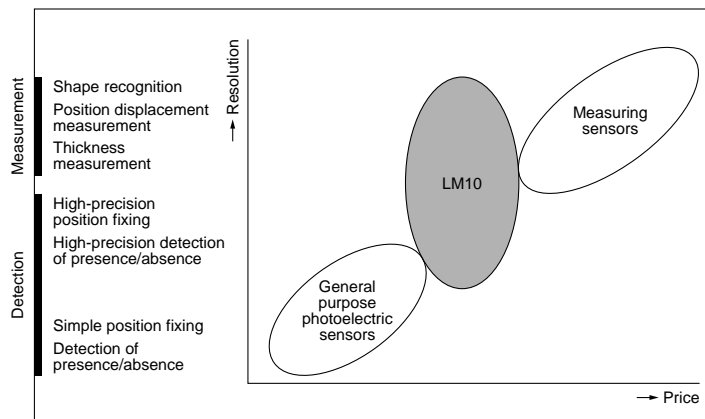 Measurement
Shape recognition
Position displacement
measurement
Thickness
measurement
Detection
High-precision
position fixing
High-precision detection
of presence/absence
Simple position fixing
Detection of
presence/absence
Resolution
Measuring
sensors
LM10
General
purpose
photoelectric
sensors
Price